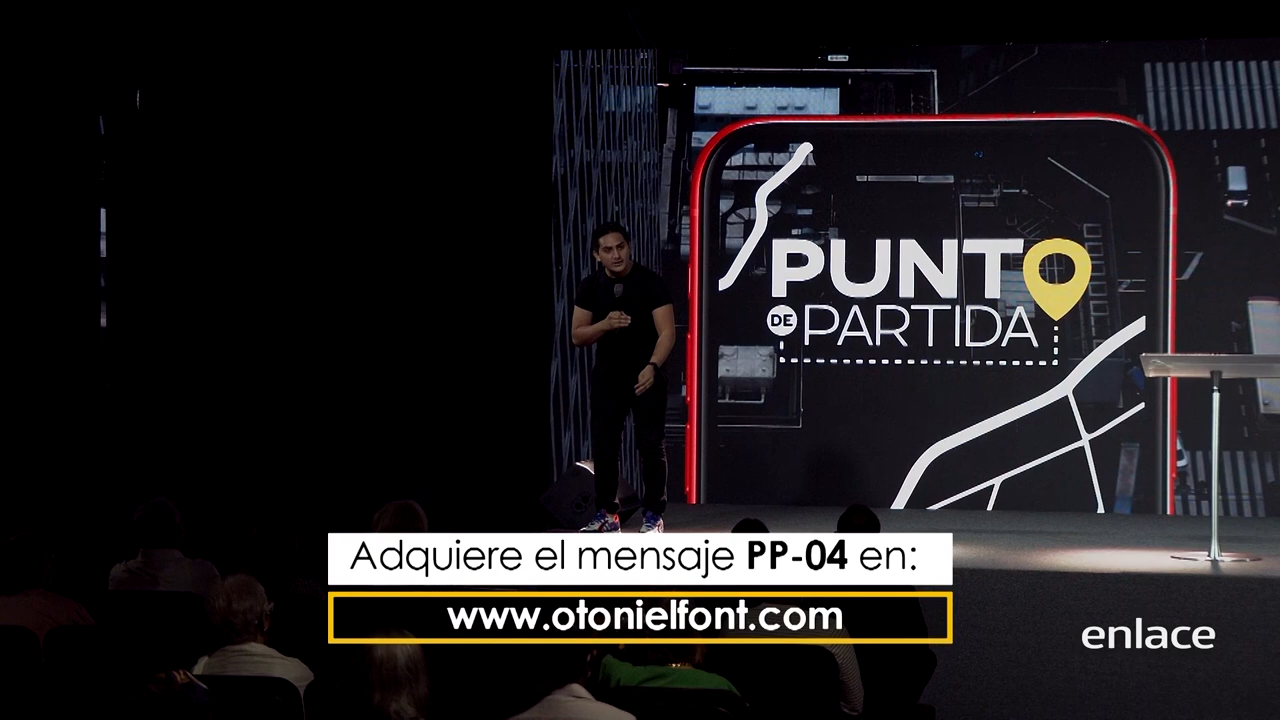 PUNTO
DE PARTIDA
Adquiere el mensaje PP-04 en:
www.otonielfont.com
enlace